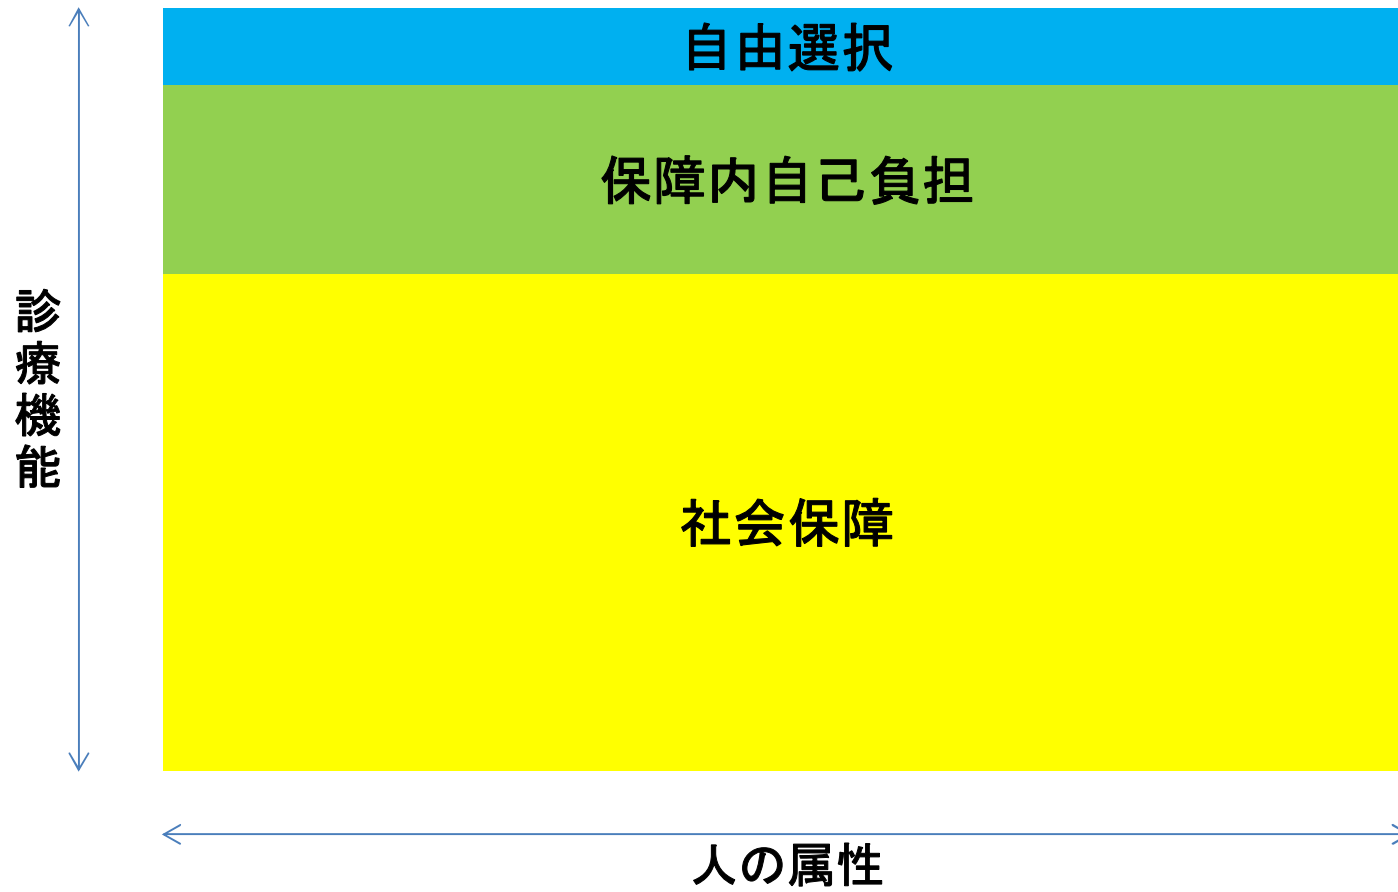 自由選択
保障内自己負担
診療機能
社会保障
人の属性